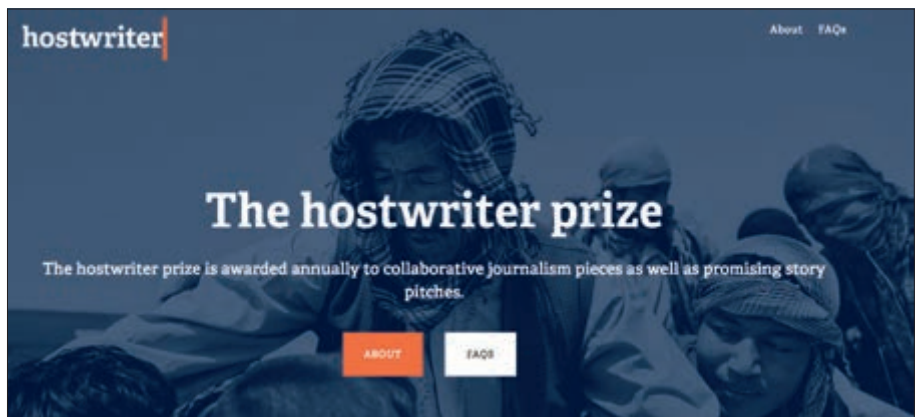 hostwriter
About FAQs
The hostwriter prize
The hostwriter prize is awarded annually to collaborative journalism pieces as well as promising story
pitches.
ABOUT FAQS